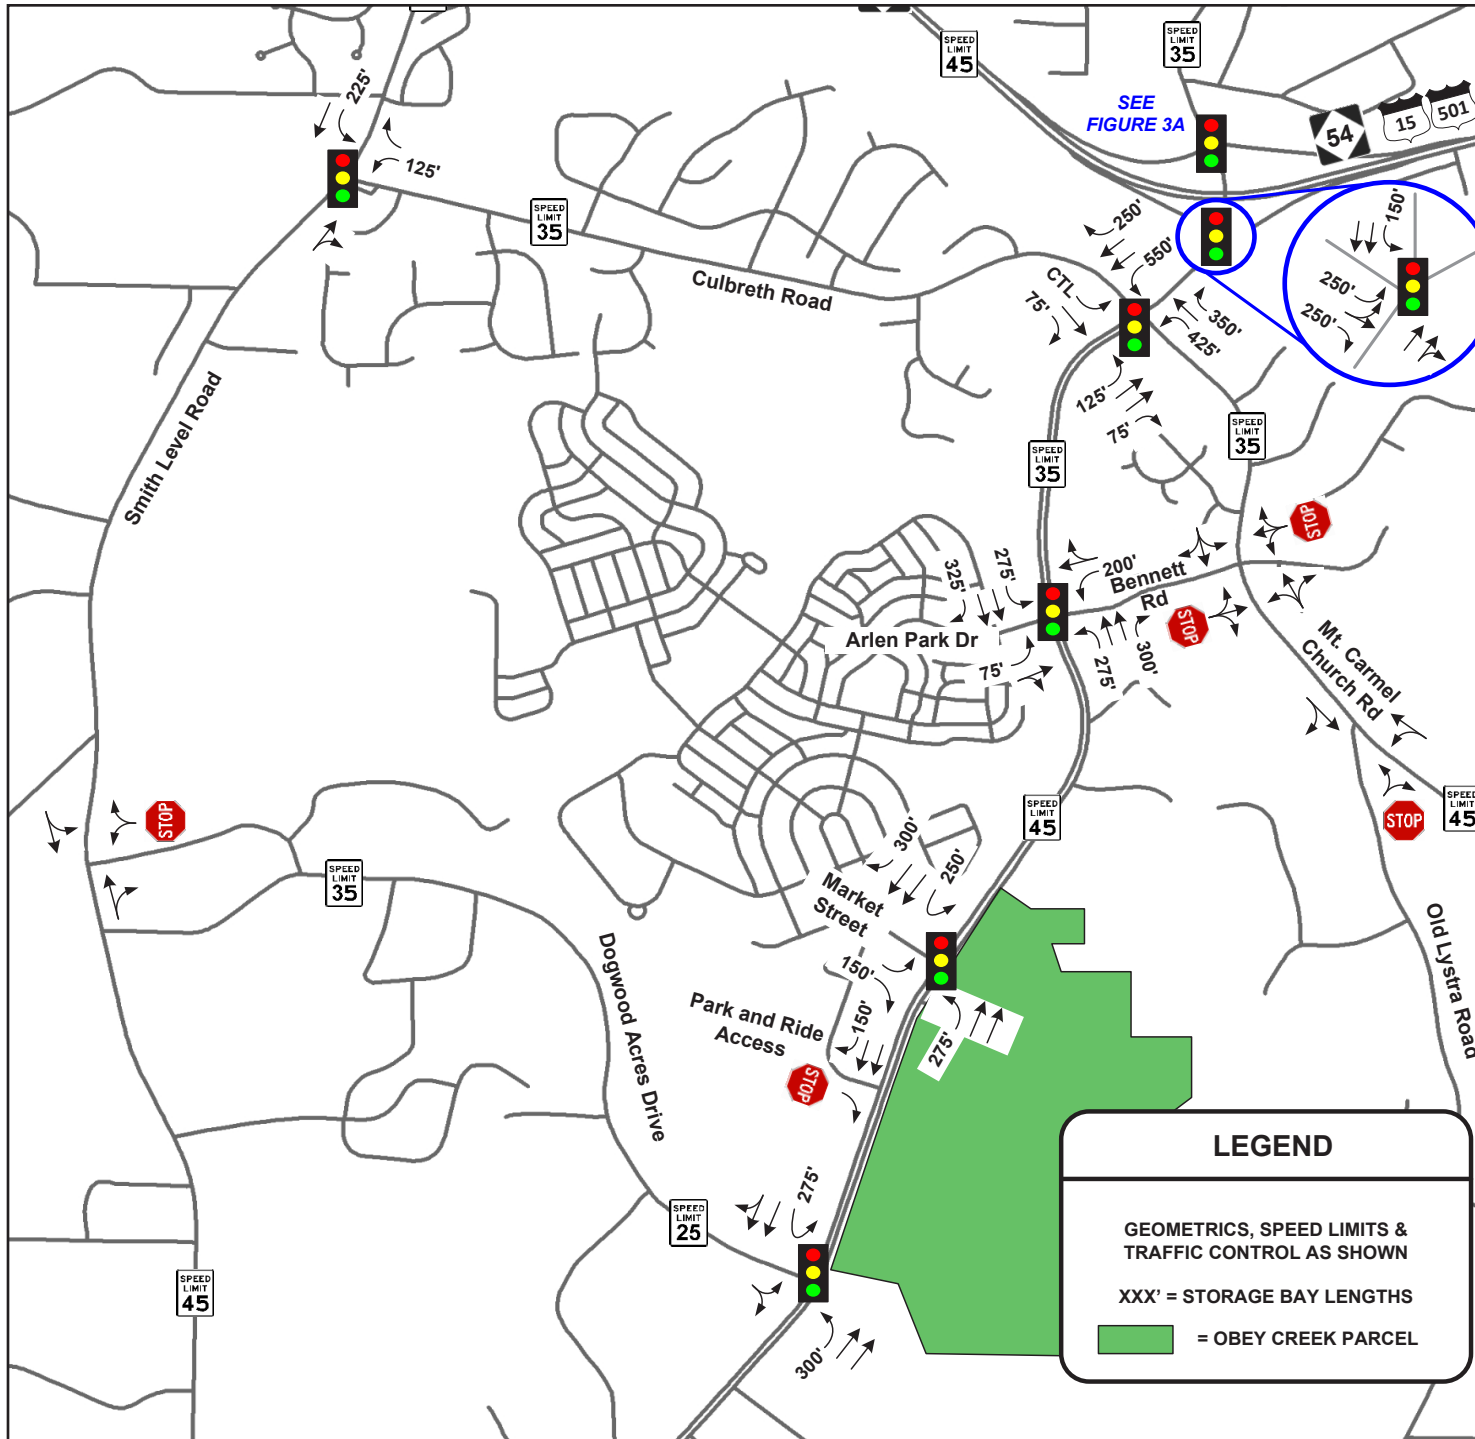 SPEED
LIMIT
45
SPEED
LIMIT
35
SEE
FIGURE 3A
54
15
501
225'
125'
SPEED
LIMIT
35
Culbreth Road
250'
550'
CTL
75'
350'
425'
125'
75'
150'
250'
250'
Smith Level Road
SPEED
LIMIT
35
SPEED
LIMIT
35
STOP
325'
275'
200'
Bennett
Rd
STOP
Arlen Park Dr
75'
275'
300'
Mt. Carmel
Church Rd
STOP
SPEED
LIMIT
35
SPEED
LIMIT
45
STOP
SPEED
LIMIT
45
300'
250'
Market
Street
150'
150'
Park and Ride
Access
STOP
275'
Dogwood Acres Drive
Old Lystra Road
275'
SPEED
LIMIT
25
SPEED
LIMIT
45
300'
LEGEND
GEOMETRICS, SPEED LIMITS &
TRAFFIC CONTROL AS SHOWN
XXX' = STORAGE BAY LENGTHS
= OBEY CREEK PARCEL